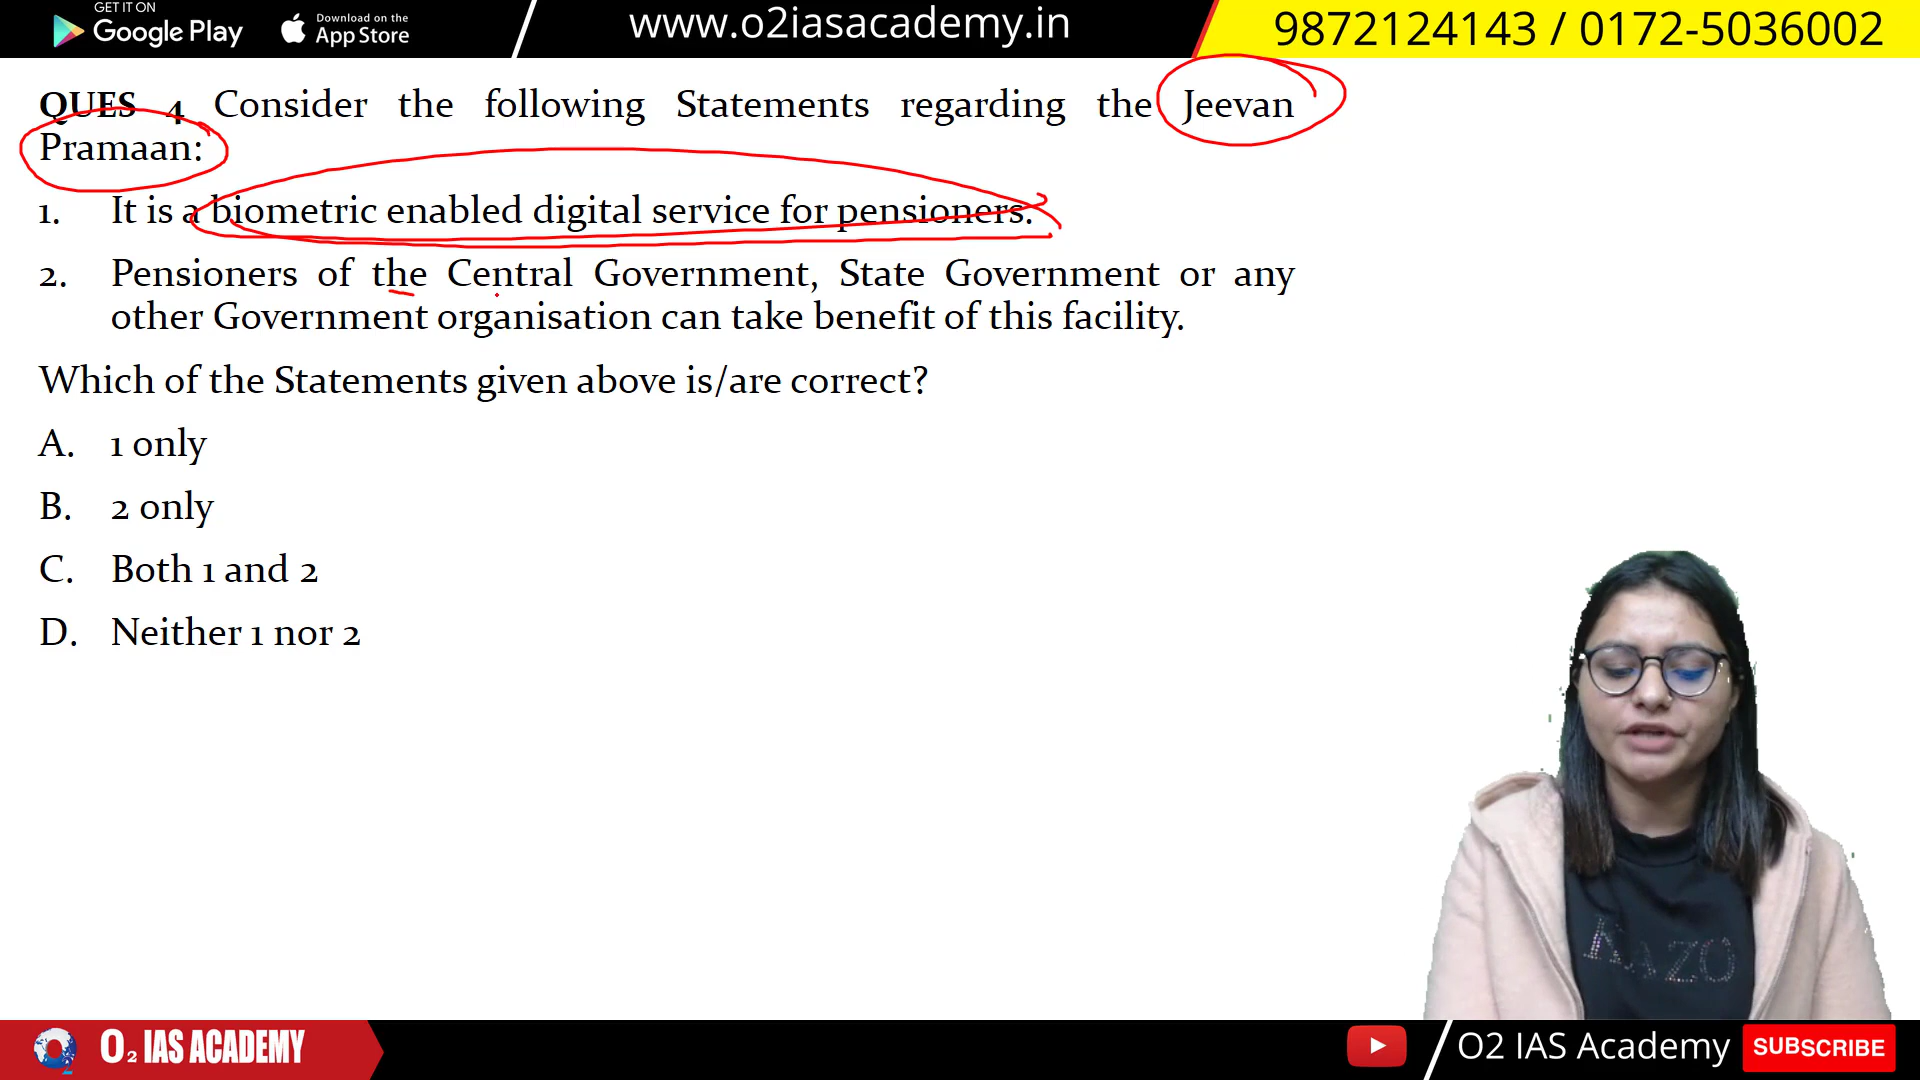 GET IT ON
Google Play
Download on the
App Store
www.o2iasacademy.in
9872124143 / 0172-5036002
QUES 4 Consider the following Statements regarding the Jeevan
Pramaan:
1. It is a biometric enabled digital service for pensioners.
2. Pensioners of the Central Government, State Government or any
other Government organisation can take benefit of this facility.
Which of the Statements given above is/are correct?
A. 1 only
B. 2 only
C. Both 1 and 2
D. Neither 1 nor 2
KAZO
O2 IAS ACADEMY
O2 IAS Academy
SUBSCRIBE